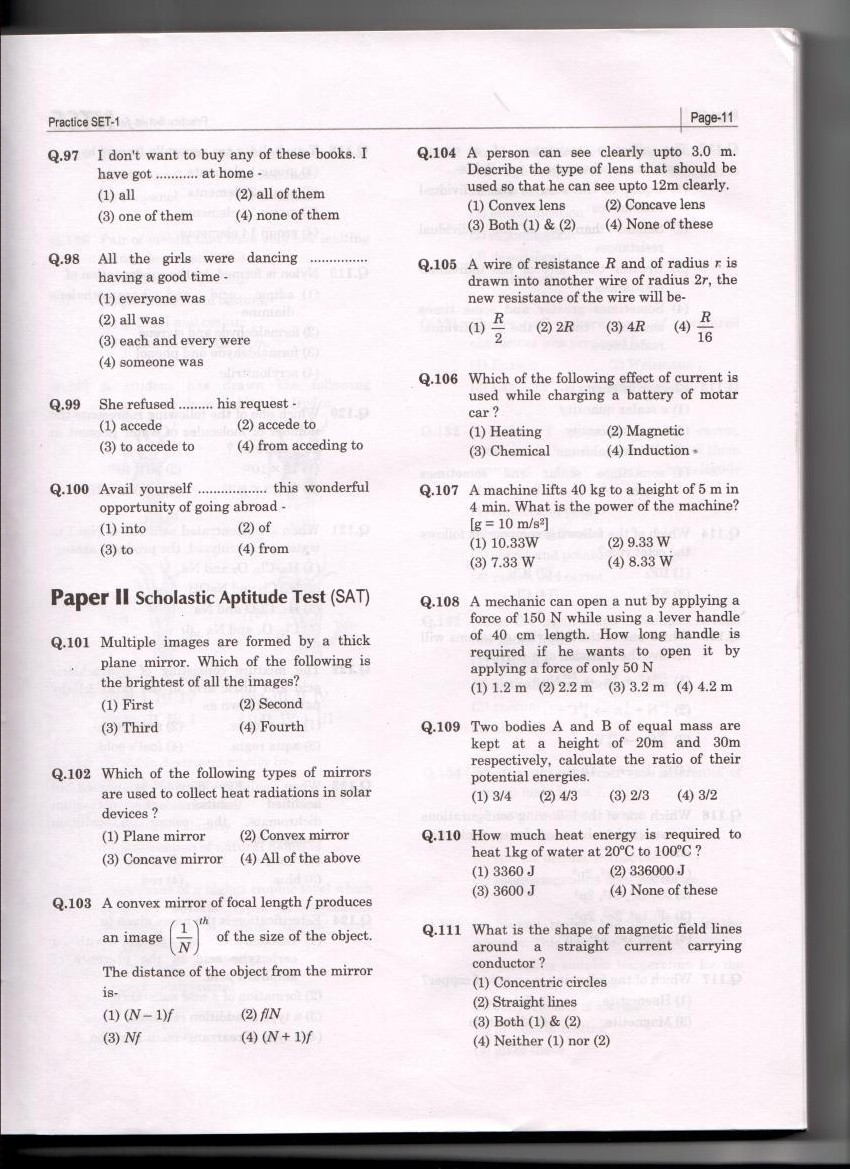 Practice SET-1
Page-11
Q.97 I don't want to buy any of these books. I
have got .......... at home -
(1) all (2) all of them
(3) one of them (4) none of them
Q.98 All the girls were dancing ...............
having a good time -
(1) everyone was
(2) all was
(3) each and every were
(4) someone was
Q.99 She refused ......... his request -
(1) accede (2) accede to
(3) to accede to (4) from acceding to
Q.100 Avail yourself .................. this wonderful
opportunity of going abroad -
(1) into (2) of
(3) to (4) from
Paper II Scholastic Aptitude Test (SAT)
Q.101 Multiple images are formed by a thick
plane mirror. Which of the following is
the brightest of all the images?
(1) First (2) Second
(3) Third (4) Fourth
Q.102 Which of the following types of mirrors
are used to collect heat radiations in solar
devices ?
(1) Plane mirror (2) Convex mirror
(3) Concave mirror (4) All of the above
Q.103 A convex mirror of focal length f produces
an image (1/N)^th of the size of the object.
The distance of the object from the mirror
is-
(1) (N – 1)f (2) f/N
(3) Nf (4) (N + 1)f
Q.104 A person can see clearly upto 3.0 m.
Describe the type of lens that should be
used so that he can see upto 12m clearly.
(1) Convex lens (2) Concave lens
(3) Both (1) & (2) (4) None of these
Q.105 A wire of resistance R and of radius r is
drawn into another wire of radius 2r, the
new resistance of the wire will be-
(1) R/2 (2) 2R (3) 4R (4) R/16
Q.106 Which of the following effect of current is
used while charging a battery of motar
car ?
(1) Heating (2) Magnetic
(3) Chemical (4) Induction
Q.107 A machine lifts 40 kg to a height of 5 m in
4 min. What is the power of the machine?
[g = 10 m/s²]
(1) 10.33W (2) 9.33 W
(3) 7.33 W (4) 8.33 W
Q.108 A mechanic can open a nut by applying a
force of 150 N while using a lever handle
of 40 cm length. How long handle is
required if he wants to open it by
applying a force of only 50 N
(1) 1.2 m (2) 2.2 m (3) 3.2 m (4) 4.2 m
Q.109 Two bodies A and B of equal mass are
kept at a height of 20m and 30m
respectively, calculate the ratio of their
potential energies.
(1) 3/4 (2) 4/3 (3) 2/3 (4) 3/2
Q.110 How much heat energy is required to
heat 1kg of water at 20°C to 100°C ?
(1) 3360 J (2) 336000 J
(3) 3600 J (4) None of these
Q.111 What is the shape of magnetic field lines
around a straight current carrying
conductor ?
(1) Concentric circles
(2) Straight lines
(3) Both (1) & (2)
(4) Neither (1) nor (2)